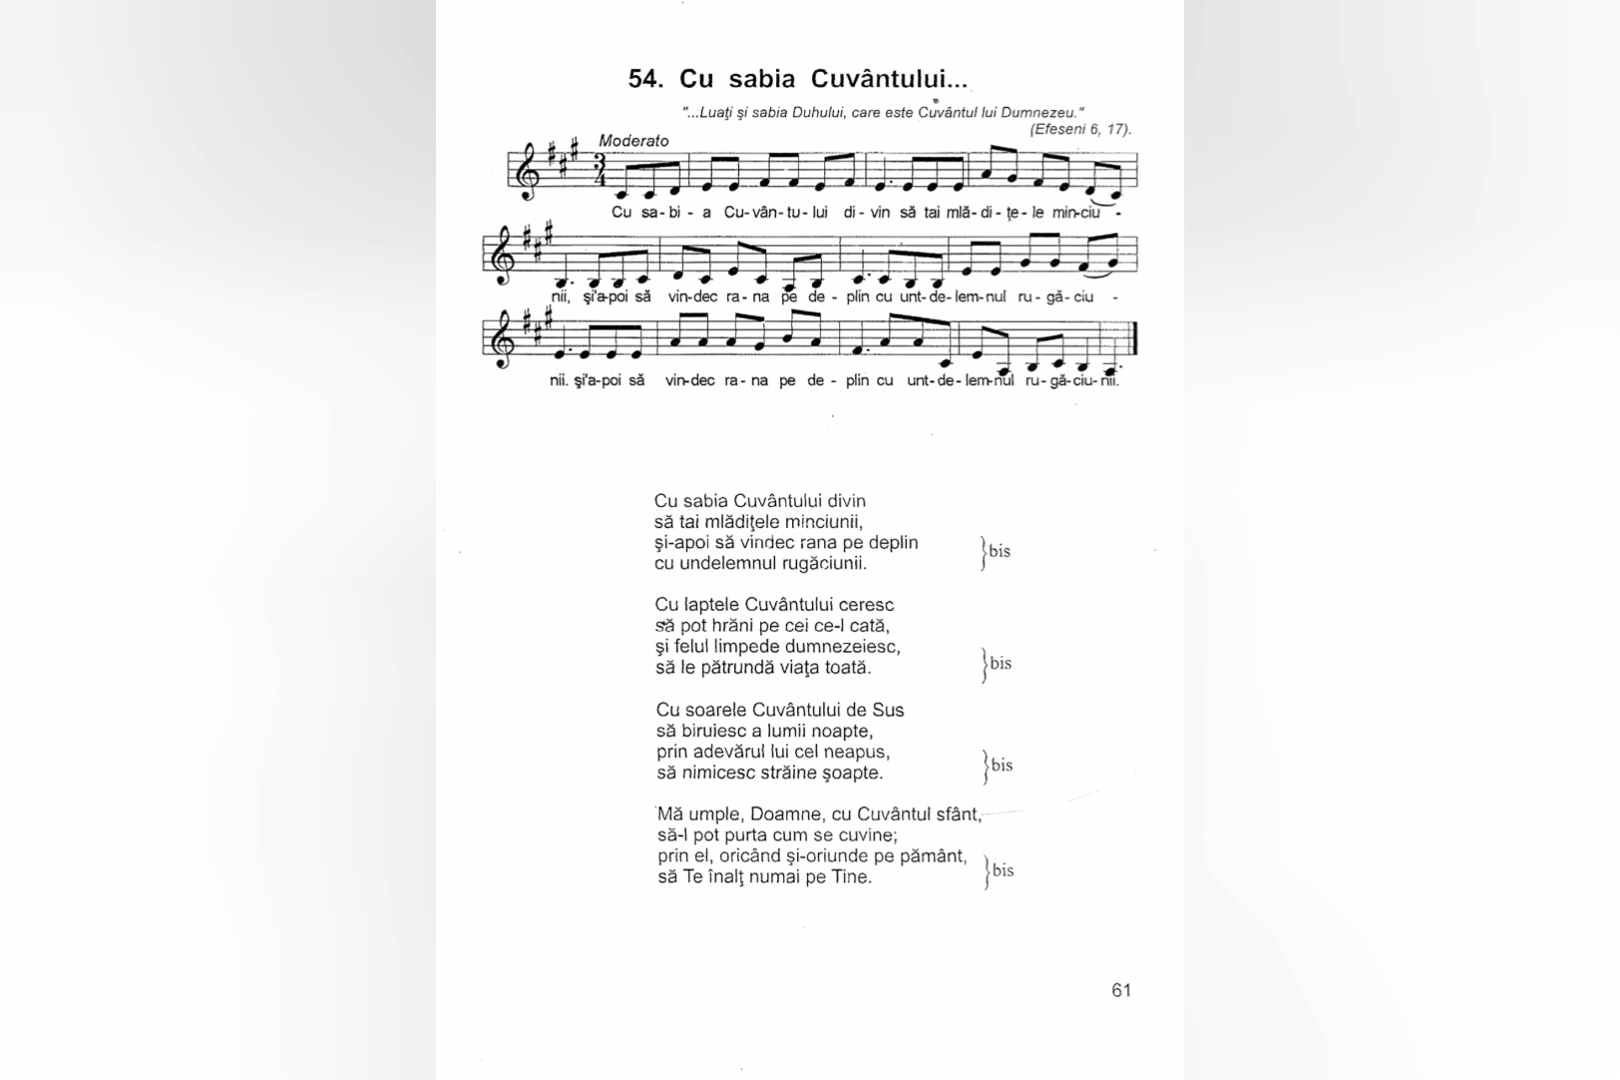 54. Cu sabia Cuvântului...
"...Luaţi şi sabia Duhului, care este Cuvântul lui Dumnezeu."
(Efeseni 6, 17).
Moderato
3
4
Cu sa-bi - a Cu-vân-tu-lui di-vin să tai mlă-di-ţe-le min-ciu -
nii, şi'a-poi să vin-dec ra-na pe de - plin cu unt-de-lem-nul ru-gă-ciu -
nii. şi'a-poi să vin-dec ra-na pe de - plin cu unt-de-lem-nul ru-gă-ciu-nii.
Cu sabia Cuvântului divin
să tai mlădiţele minciunii,
şi-apoi să vindec rana pe deplin
cu undelemnul rugăciunii.
bis
Cu laptele Cuvântului ceresc
să pot hrăni pe cei ce-l cată,
şi felul limpede dumnezeiesc,
să le pătrundă viaţa toată.
bis
Cu soarele Cuvântului de Sus
să biruiesc a lumii noapte,
prin adevărul lui cel neapus,
să nimicesc străine şoapte.
bis
Mă umple, Doamne, cu Cuvântul sfânt,
să-l pot purta cum se cuvine;
prin el, oricând şi-oriunde pe pământ,
să Te înalţ numai pe Tine.
bis
61